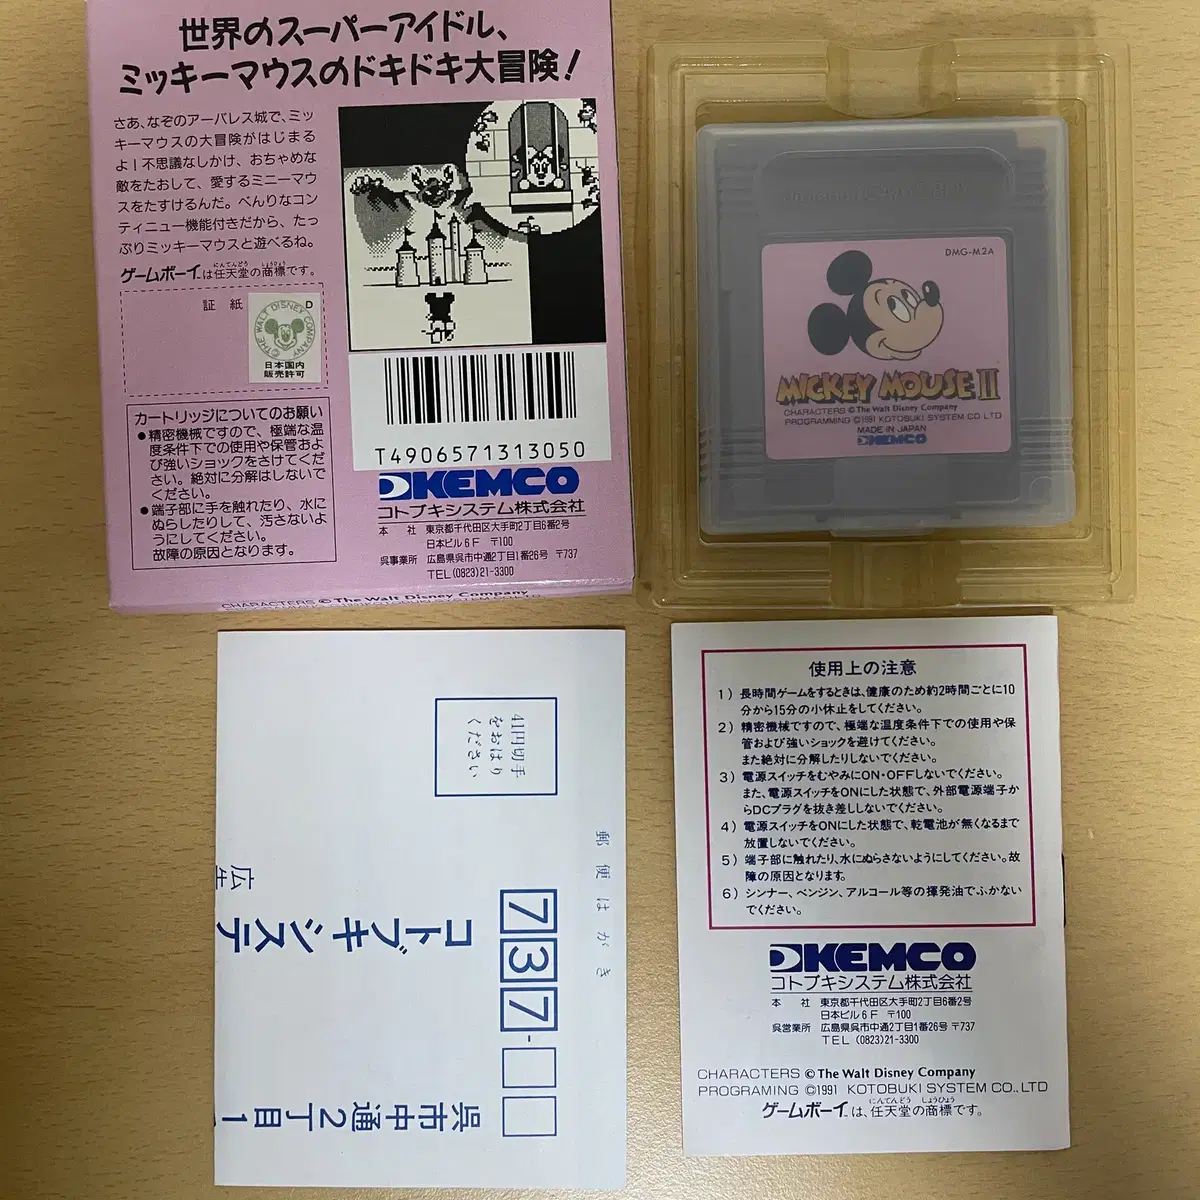 世界のスーパーアイドル、
ミッキーマウスのドキドキ大冒険!
さあ、なぞのアーバレス城で、ミッ
キーマウスの大冒険がはじまる
よ!不思議なしかけ、おちゃめな
敵をたおして、愛するミニーマウ
スをたすけるんだ。べんりなコン
ティニュー機能付きだから、たっ
ぷりミッキーマウスと遊べるね。
ゲームボーイは任天堂の商標です。
にんてんどう しょうひょう
証紙
D
© THE WALT DISNEY COMPANY
日本国内
販売許可
カートリッジについてのお願い
●精密機械ですので、極端な温
度条件下での使用や保管およ
び強いショックをさけてくだ
さい。絶対に分解はしないで
ください。
●端子部に手を触れたり、水に
ぬらしたりして、汚さないよ
うにしてください。
故障の原因となります。
T4906571313050
KEMCO
コトブキシステム株式会社
本 社 東京都千代田区大手町2丁目6番2号
日本ビル6F 〒100
呉事業所 広島県呉市中通2丁目1番26号 〒737
TEL(0823)21-3300
CHARACTERS © The Walt Disney Company
DMG-M2A
MICKEY MOUSE II
CHARACTERS © The Walt Disney Company
PROGRAMMING ©1991 KOTOBUKI SYSTEM CO LTD
MADE IN JAPAN
KEMCO
41円切手
をおはり
ください
郵便はがき
737-
コトブキシステ
呉市中通2丁目1
広
使用上の注意
1) 長時間ゲームをするときは、健康のため約2時間ごとに10
分から15分の小休止をしてください。
2) 精密機械ですので、極端な温度条件下での使用や保
管および強いショックを避けてください。
また絶対に分解したりしないでください。
3) 電源スイッチをむやみにON・OFFしないでください。
また、電源スイッチをONにした状態で、外部電源端子か
らDCプラグを抜き差ししないでください。
4) 電源スイッチをONにした状態で、乾電池が無くなるまで
放置しないでください。
5) 端子部に触れたり、水にぬらさないようにしてください。故
障の原因となります。
6) シンナー、ベンジン、アルコール等の揮発油でふかない
でください。
KEMCO
コトブキシステム株式会社
本 社 東京都千代田区大手町2丁目6番2号
日本ビル6F 〒100
呉営業所 広島県呉市中通2丁目1番26号 〒737
TEL (0823)21-3300
CHARACTERS © The Walt Disney Company
PROGRAMING ©1991 KOTOBUKI SYSTEM CO.,LTD
にんてんどう しょうひょう
ゲームボーイは、任天堂の商標です。